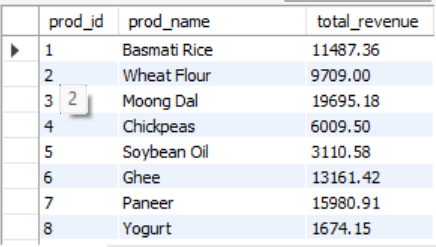 prod_id prod_name total_revenue
1 Basmati Rice 11487.36
2 Wheat Flour 9709.00
3 2 Moong Dal 19695.18
4 Chickpeas 6009.50
5 Soybean Oil 3110.58
6 Ghee 13161.42
7 Paneer 15980.91
8 Yogurt 1674.15